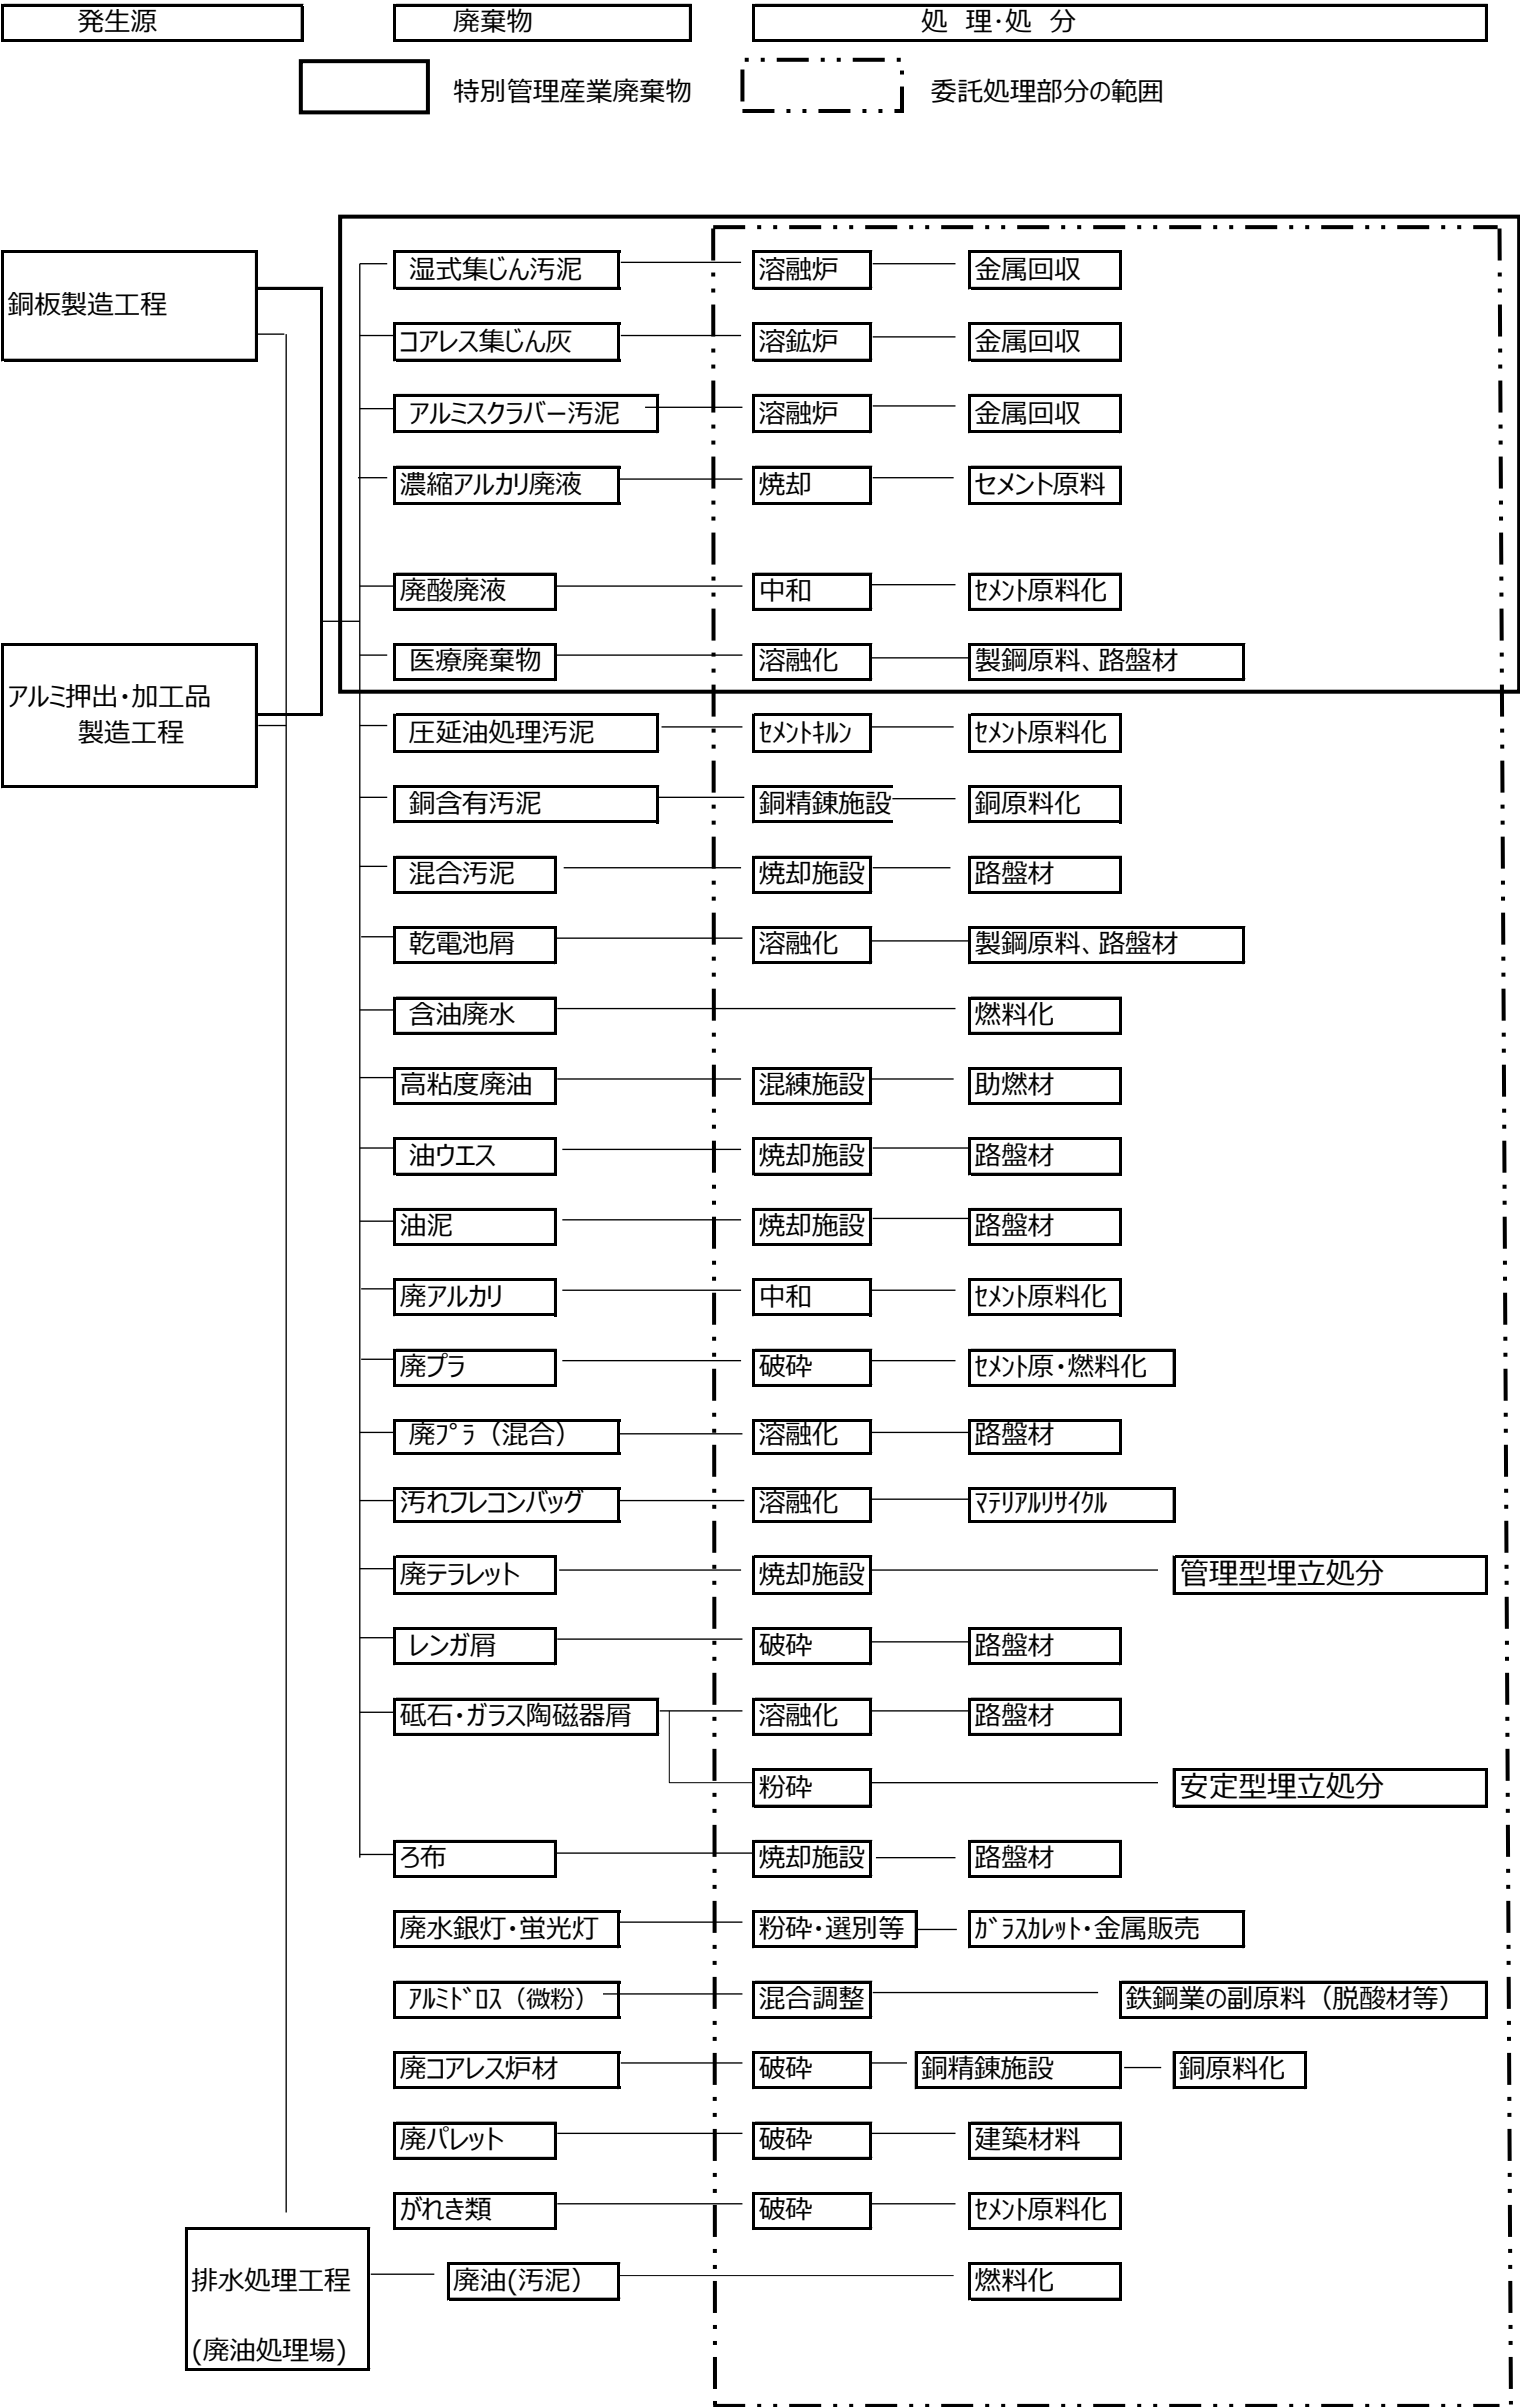 発生源 廃棄物 処 理・処 分
特別管理産業廃棄物 委託処理部分の範囲
湿式集じん汚泥 溶融炉 金属回収
銅板製造工程
コアレス集じん灰 溶鉱炉 金属回収
アルミスクラバー汚泥 溶融炉 金属回収
濃縮アルカリ廃液 焼却 セメント原料
廃酸廃液 中和 ｾﾒﾝﾄ原料化
医療廃棄物 溶融化 製鋼原料、路盤材
アルミ押出・加工品
製造工程
圧延油処理汚泥 ｾﾒﾝﾄｷﾙﾝ ｾﾒﾝﾄ原料化
銅含有汚泥 銅精錬施設 銅原料化
混合汚泥 焼却施設 路盤材
乾電池屑 溶融化 製鋼原料、路盤材
含油廃水 燃料化
高粘度廃油 混練施設 助燃材
油ウエス 焼却施設 路盤材
油泥 焼却施設 路盤材
廃アルカリ 中和 ｾﾒﾝﾄ原料化
廃プラ 破砕 ｾﾒﾝﾄ原・燃料化
廃ﾌﾟﾗ（混合） 溶融化 路盤材
汚れフレコンバッグ 溶融化 ﾏﾃﾘｱﾙﾘｻｲｸﾙ
廃テラレット 焼却施設 管理型埋立処分
レンガ屑 破砕 路盤材
砥石・ガラス陶磁器屑 溶融化 路盤材
粉砕 安定型埋立処分
ろ布 焼却施設 路盤材
廃水銀灯・蛍光灯 粉砕・選別等 ｶﾞﾗｽｶﾚｯﾄ・金属販売
ｱﾙﾐﾄﾞﾛｽ（微粉） 混合調整 鉄鋼業の副原料（脱酸材等）
廃コアレス炉材 破砕 銅精錬施設 銅原料化
廃パレット 破砕 建築材料
がれき類 破砕 ｾﾒﾝﾄ原料化
排水処理工程 廃油(汚泥） 燃料化
(廃油処理場)